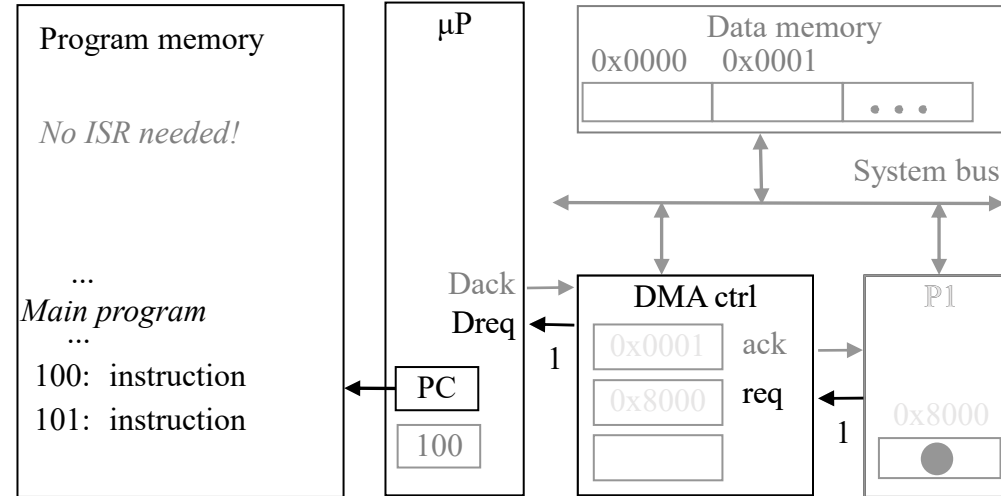 Program memory
No ISR needed!
...
Main program
...
100: instruction
101: instruction
μP
Dack
Dreq
PC
100
Data memory
0x0000 0x0001
...
System bus
1
DMA ctrl
0x0001
ack
0x8000
req
1
ℙ1
0x8000